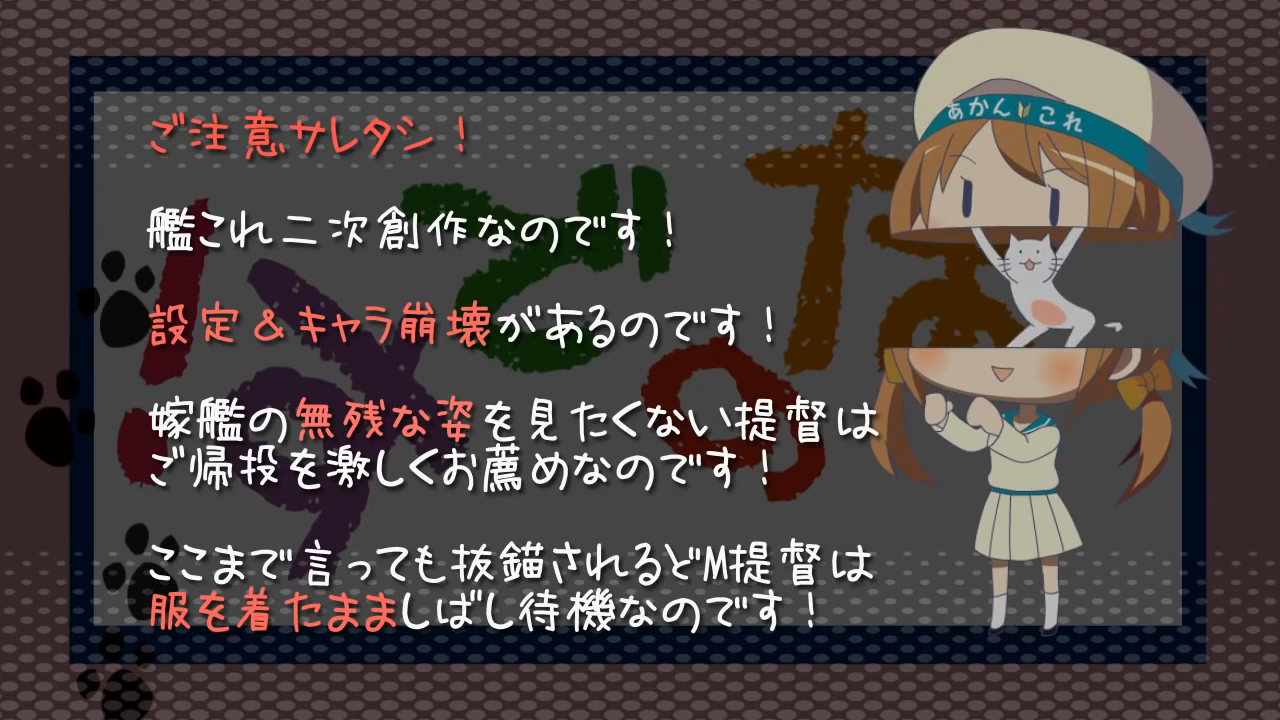 ご注意サレタシ！
艦これ二次創作なのです！
設定＆キャラ崩壊があるのです！
嫁艦の無残な姿を見たくない提督は
ご帰投を激しくお薦めなのです！
ここまで言っても抜錨されるどM提督は
服を着たまましばし待機なのです！
あかんこれ